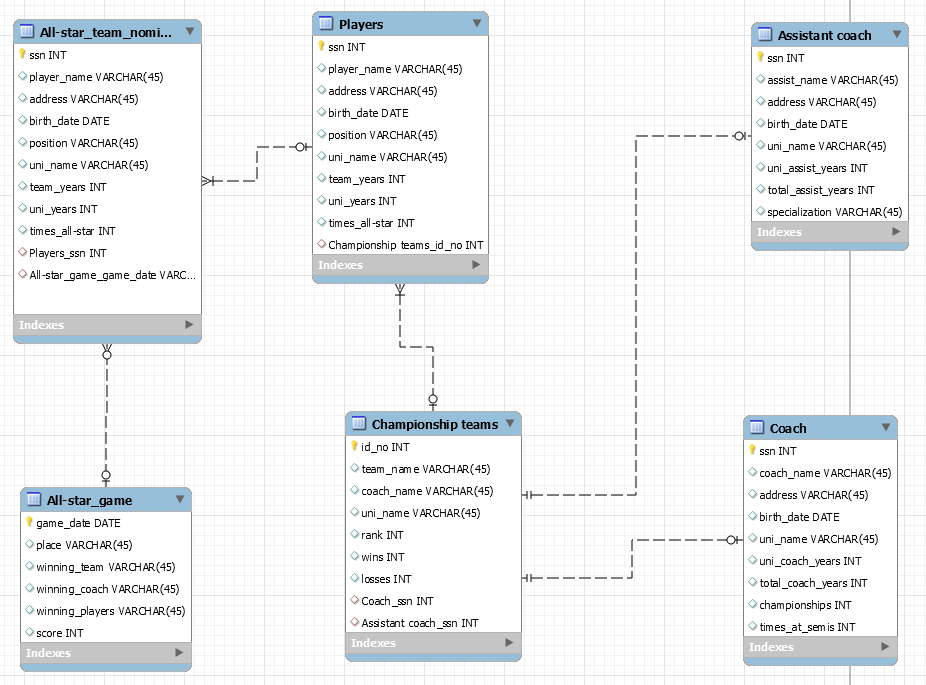 All-star_team_nomi...
ssn INT
player_name VARCHAR(45)
address VARCHAR(45)
birth_date DATE
position VARCHAR(45)
uni_name VARCHAR(45)
team_years INT
uni_years INT
times_all-star INT
Players_ssn INT
All-star_game_game_date VARC...
Indexes
Players
ssn INT
player_name VARCHAR(45)
address VARCHAR(45)
birth_date DATE
position VARCHAR(45)
uni_name VARCHAR(45)
team_years INT
uni_years INT
times_all-star INT
Championship teams_id_no INT
Indexes
Assistant coach
ssn INT
assist_name VARCHAR(45)
address VARCHAR(45)
birth_date DATE
uni_name VARCHAR(45)
uni_assist_years INT
total_assist_years INT
specialization VARCHAR(45)
Indexes
All-star_game
game_date DATE
place VARCHAR(45)
winning_team VARCHAR(45)
winning_coach VARCHAR(45)
winning_players VARCHAR(45)
score INT
Indexes
Championship teams
id_no INT
team_name VARCHAR(45)
coach_name VARCHAR(45)
uni_name VARCHAR(45)
rank INT
wins INT
losses INT
Coach_ssn INT
Assistant coach_ssn INT
Indexes
Coach
ssn INT
coach_name VARCHAR(45)
address VARCHAR(45)
birth_date DATE
uni_name VARCHAR(45)
uni_coach_years INT
total_coach_years INT
championships INT
times_at_semis INT
Indexes